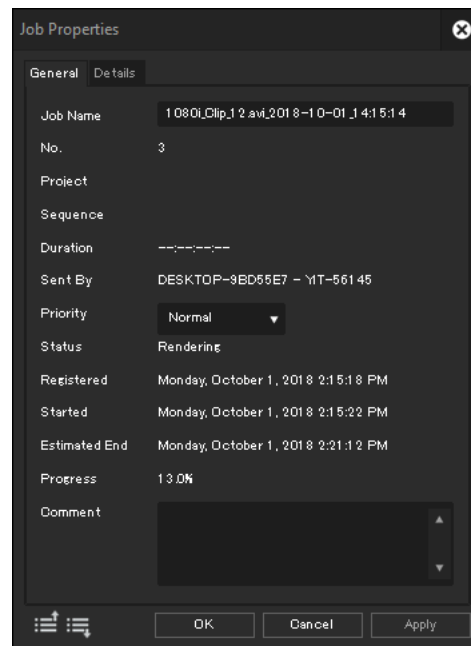 Job Properties
General Details
Job Name 1080i_Clip_12.avi_2018-10-01_14:15:14
No. 3
Project
Sequence
Duration --:--:--:--
Sent By DESKTOP-9BD55E7 - YIT-56145
Priority Normal
Status Rendering
Registered Monday, October 1, 2018 2:15:18 PM
Started Monday, October 1, 2018 2:15:22 PM
Estimated End Monday, October 1, 2018 2:21:12 PM
Progress 13.0%
Comment
OK Cancel Apply